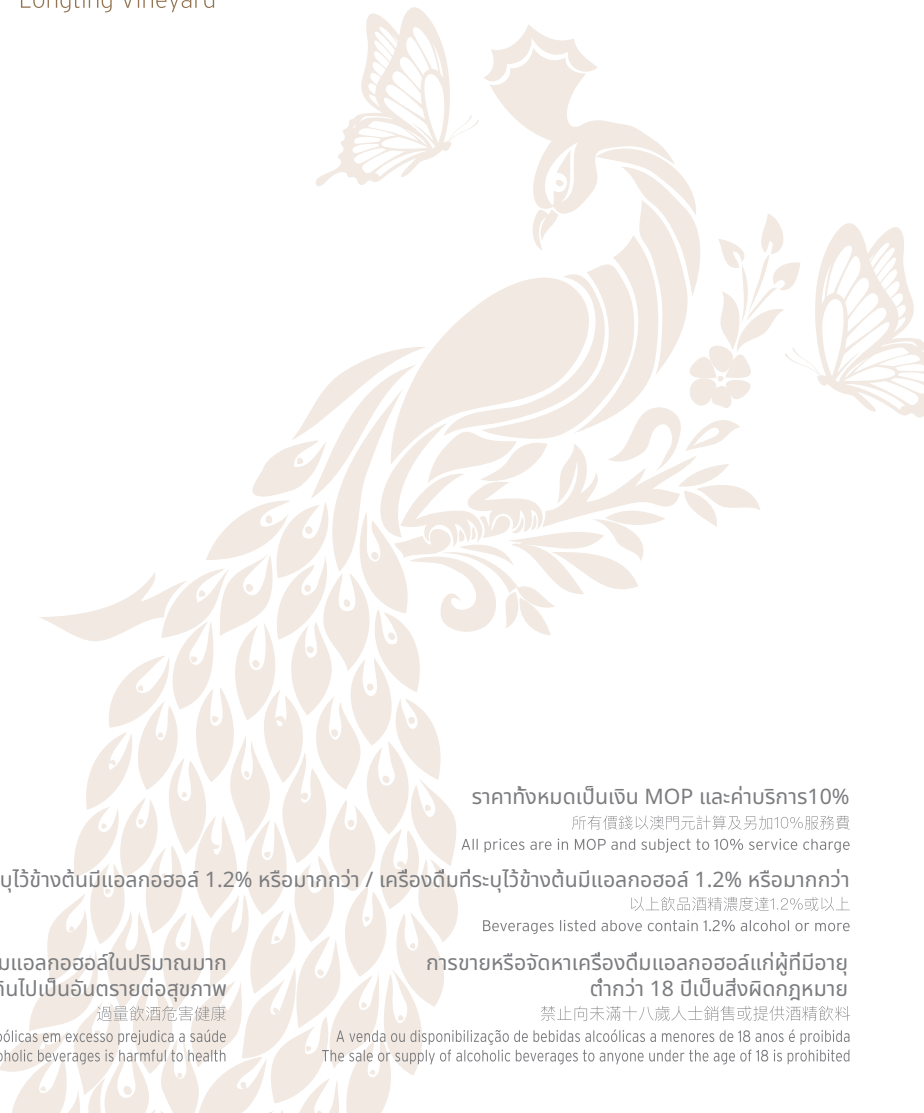 Longting Vineyard
ราคาทั้งหมดเป็นเงิน MOP และค่าบริการ10%
所有價錢以澳門元計算及另加10%服務費
All prices are in MOP and subject to 10% service charge
ไว้ข้างต้นมีแอลกอฮอล์ 1.2% หรือมากกว่า / เครื่องดื่มที่ระบุไว้ข้างต้นมีแอลกอฮอล์ 1.2% หรือมากกว่า
以上飲品酒精濃度達1.2%或以上
Beverages listed above contain 1.2% alcohol or more
แอลกอฮอล์ในปริมาณมาก
ไปเป็นอันตรายต่อสุขภาพ
過量飲酒危害健康
em excesso prejudica a saúde
beverages is harmful to health
การขายหรือจัดหาเครื่องดื่มแอลกอฮอล์แก่ผู้ที่มีอายุ
ต่ำกว่า 18 ปีเป็นสิ่งผิดกฎหมาย
禁止向未滿十八歲人士銷售或提供酒精飲料
A venda ou disponibilização de bebidas alcoólicas a menores de 18 anos é proibida
The sale or supply of alcoholic beverages to anyone under the age of 18 is prohibited